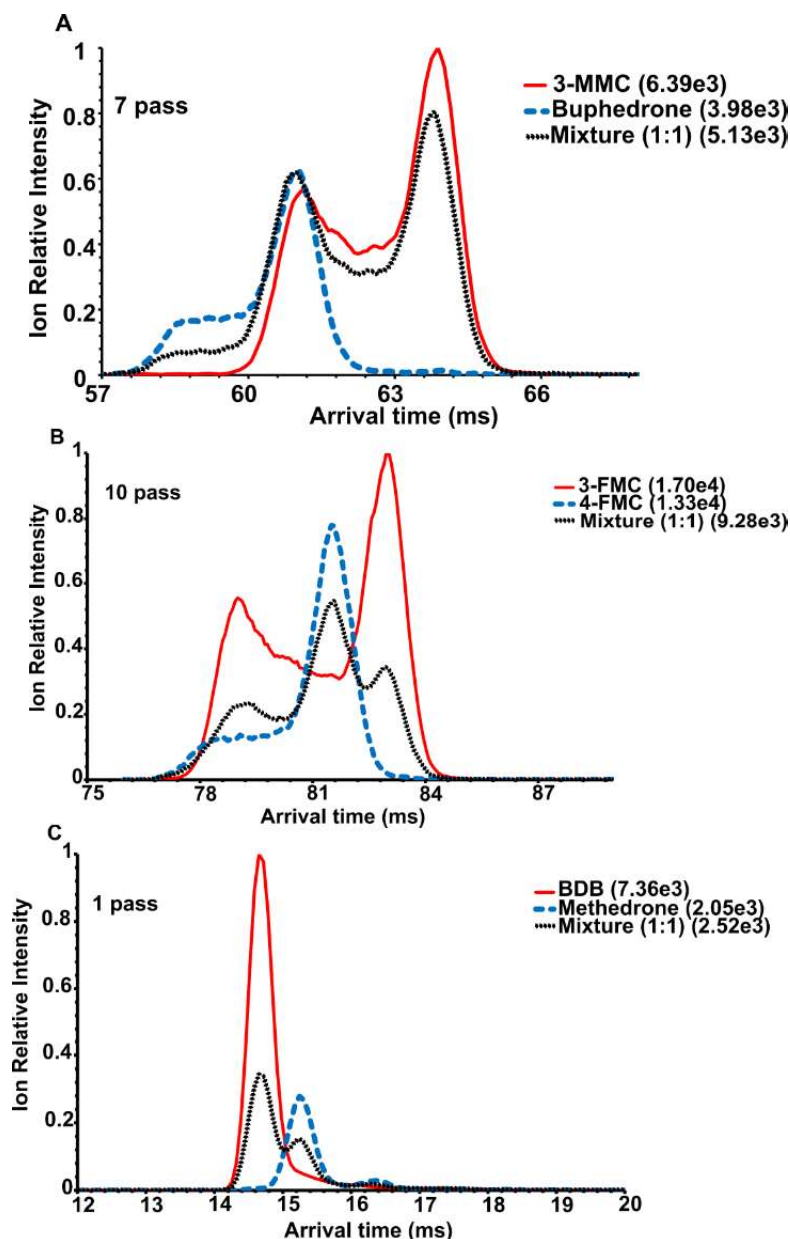 A
1
0.8
0.6
0.4
0.2
0
7 pass
3-MMC (6.39e3)
Buphedrone (3.98e3)
Mixture (1:1) (5.13e3)
Ion Relative Intensity
57 60 63 66
Arrival time (ms)
B
1
0.8
0.6
0.4
0.2
0
10 pass
3-FMC (1.70e4)
4-FMC (1.33e4)
Mixture (1:1) (9.28e3)
Ion Relative Intensity
75 78 81 84 87
Arrival time (ms)
C
1
0.8
0.6
0.4
0.2
0
1 pass
BDB (7.36e3)
Methedrone (2.05e3)
Mixture (1:1) (2.52e3)
Ion Relative Intensity
12 13 14 15 16 17 18 19 20
Arrival time (ms)